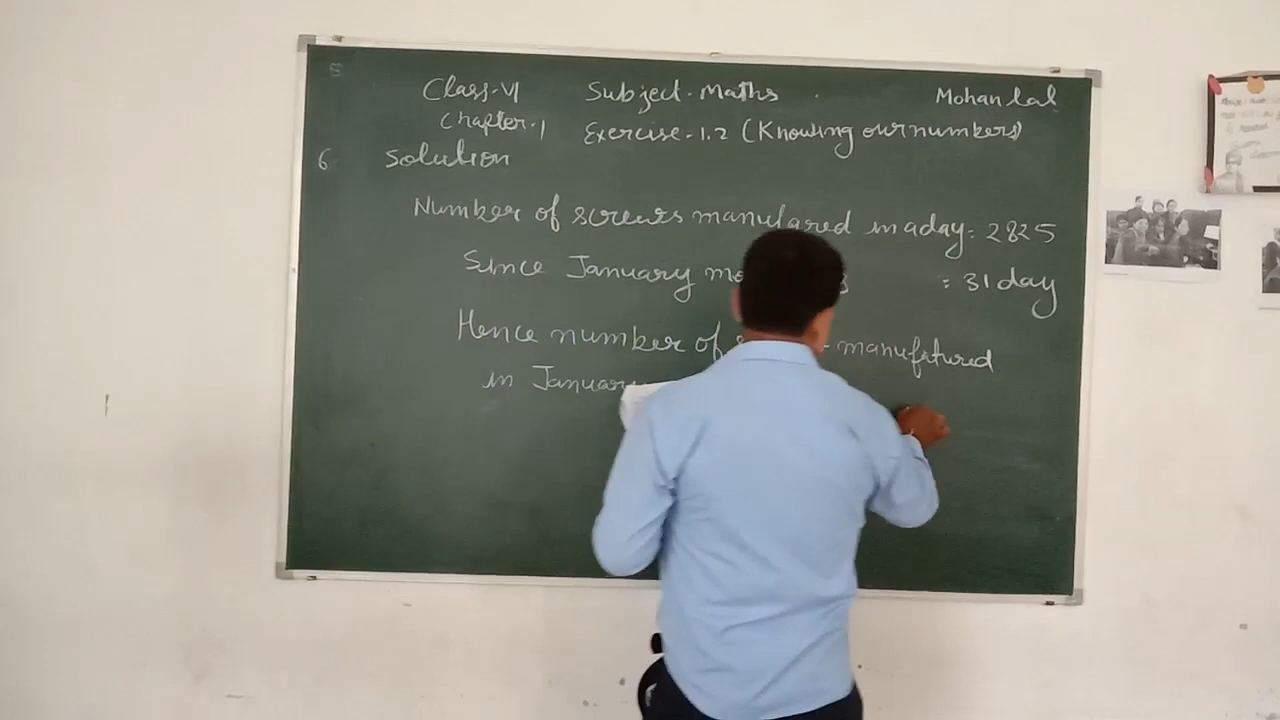 Class-VI Subject-Maths Mohan Lal
Chapter-1 Exercise-1.2 (Knowing our numbers)
6 Solution
Number of screws manufared in a day = 2825
Since January = 31 day
Hence number of manufatured
in January